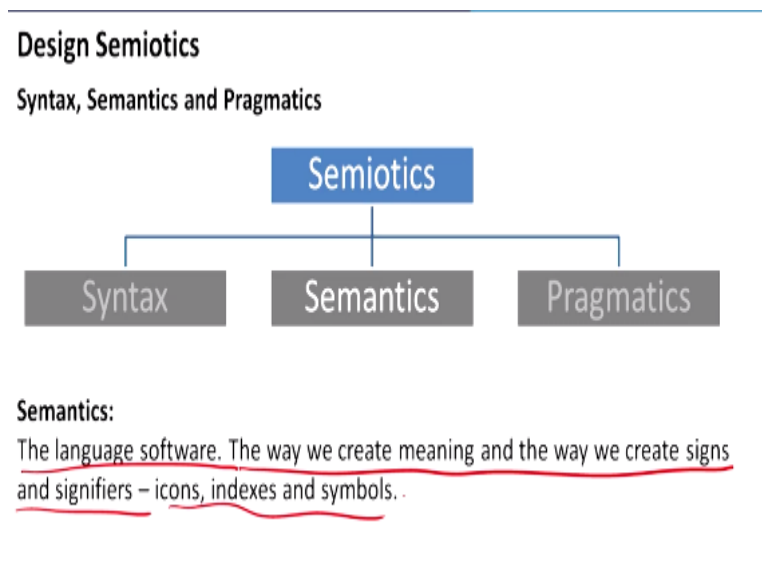 Design Semiotics
Syntax, Semantics and Pragmatics
Semiotics
Syntax
Semantics
Pragmatics
Semantics:
The language software. The way we create meaning and the way we create signs
and signifiers – icons, indexes and symbols.